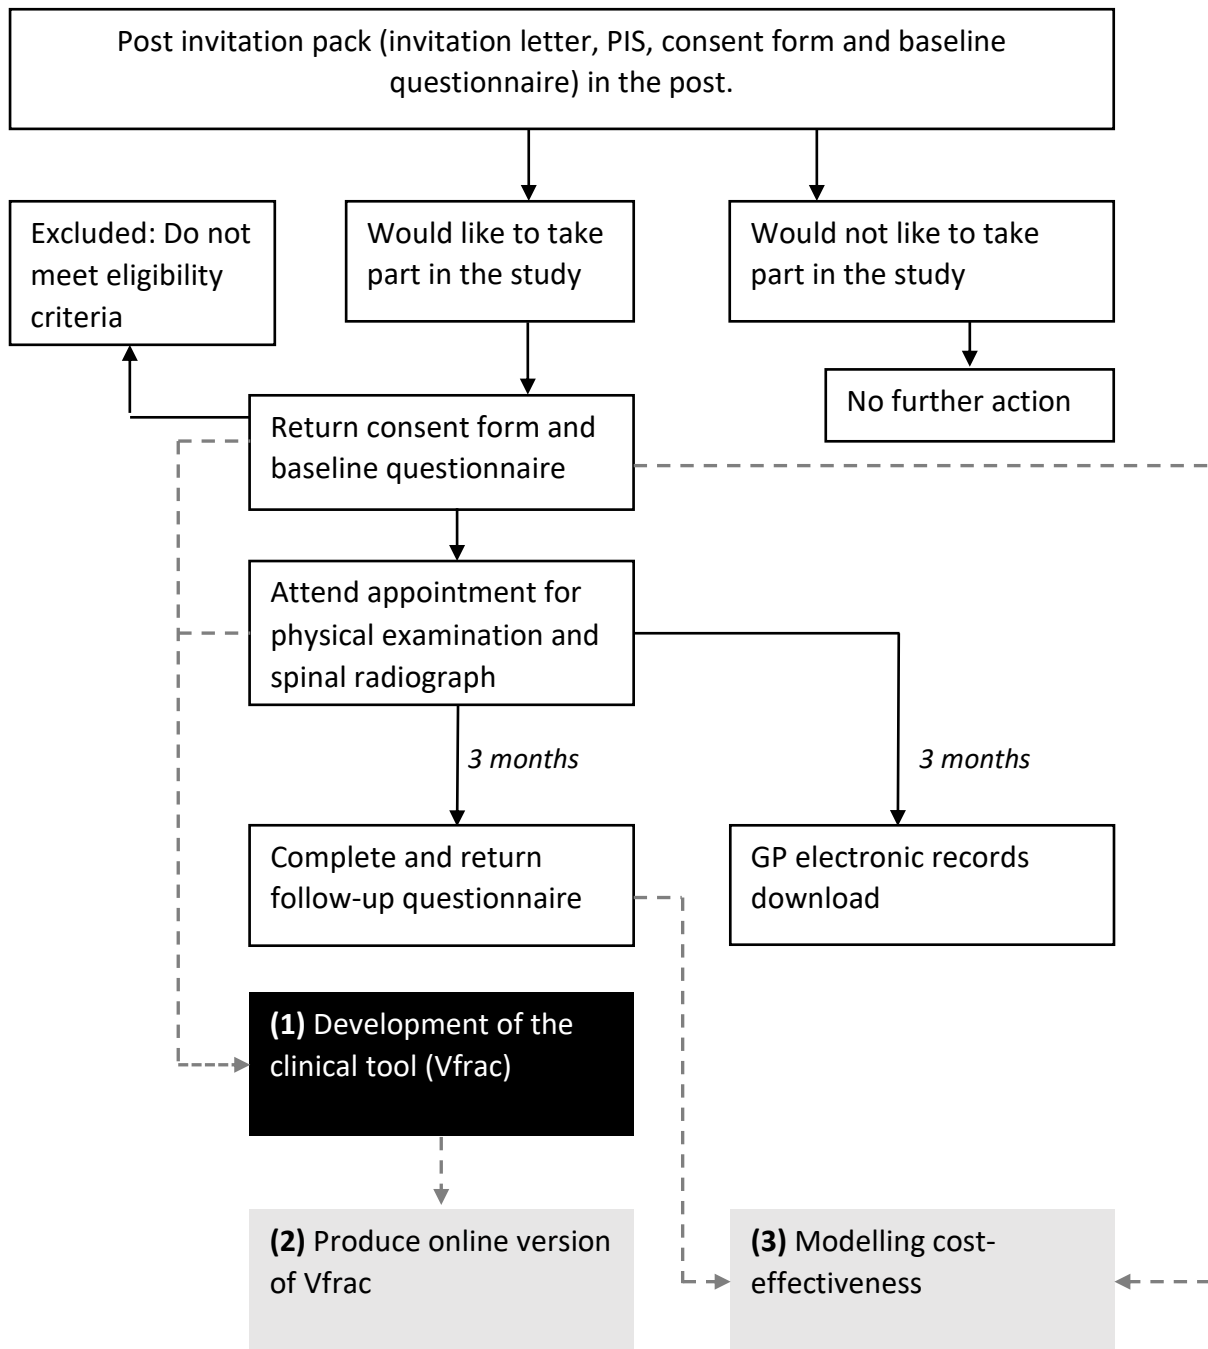 Post invitation pack (invitation letter, PIS, consent form and baseline
questionnaire) in the post.
Excluded: Do not
meet eligibility
criteria
Would like to take
part in the study
Would not like to take
part in the study
No further action
Return consent form and
baseline questionnaire
Attend appointment for
physical examination and
spinal radiograph
3 months
3 months
Complete and return
follow-up questionnaire
GP electronic records
download
(1) Development of the
clinical tool (Vfrac)
(2) Produce online version
of Vfrac
(3) Modelling cost-
effectiveness